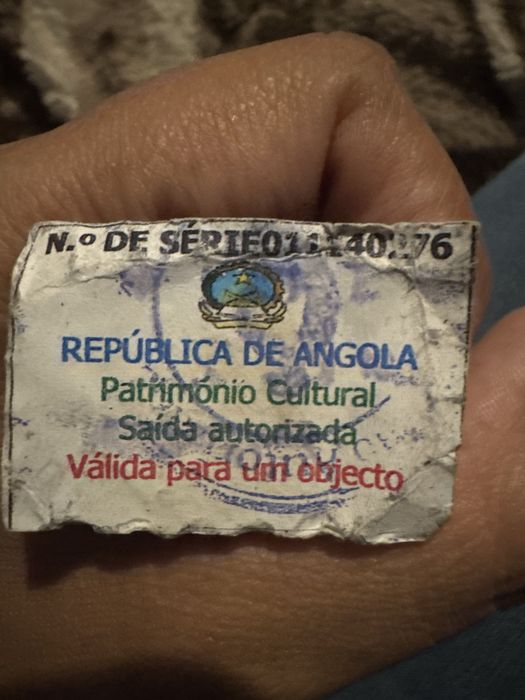 N.º DE SÉRIE
REPÚBLICA DE ANGOLA
Património Cultural
Saída autorizada
Válida para um objecto